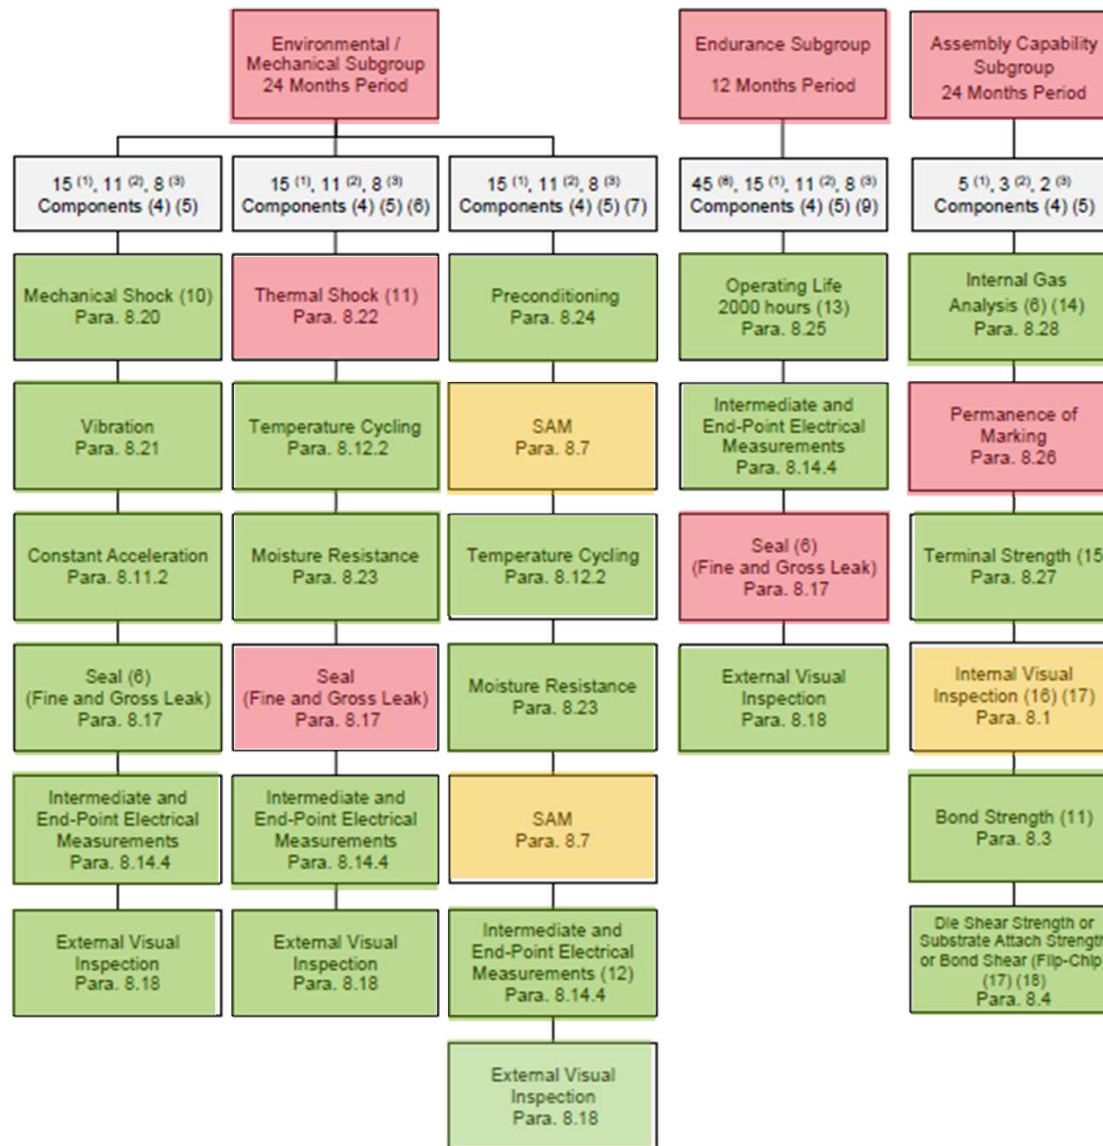 Environmental /
Mechanical Subgroup
24 Months Period
15 (1), 11 (2), 8 (3)
Components (4) (5)
Mechanical Shock (10)
Para. 8.20
Vibration
Para. 8.21
Constant Acceleration
Para. 8.11.2
Seal (6)
(Fine and Gross Leak)
Para. 8.17
Intermediate and
End-Point Electrical
Measurements
Para. 8.14.4
External Visual
Inspection
Para. 8.18
15 (1), 11 (2), 8 (3)
Components (4) (5) (6)
Thermal Shock (11)
Para. 8.22
Temperature Cycling
Para. 8.12.2
Moisture Resistance
Para. 8.23
Seal
(Fine and Gross Leak)
Para. 8.17
Intermediate and
End-Point Electrical
Measurements
Para. 8.14.4
External Visual
Inspection
Para. 8.18
15 (1), 11 (2), 8 (3)
Components (4) (5) (7)
Preconditioning
Para. 8.24
SAM
Para. 8.7
Temperature Cycling
Para. 8.12.2
Moisture Resistance
Para. 8.23
SAM
Para. 8.7
Intermediate and
End-Point Electrical
Measurements (12)
Para. 8.14.4
External Visual
Inspection
Para. 8.18
Endurance Subgroup
12 Months Period
45 (8), 15 (1), 11 (2), 8 (3)
Components (4) (5) (9)
Operating Life
2000 hours (13)
Para. 8.25
Intermediate and
End-Point Electrical
Measurements
Para. 8.14.4
Seal (6)
(Fine and Gross Leak)
Para. 8.17
External Visual
Inspection
Para. 8.18
Assembly Capability
Subgroup
24 Months Period
5 (1), 3 (2), 2 (3)
Components (4) (5)
Internal Gas
Analysis (6) (14)
Para. 8.28
Permanence of
Marking
Para. 8.26
Terminal Strength (15
Para. 8.27
Internal Visual
Inspection (16) (17)
Para. 8.1
Bond Strength (11)
Para. 8.3
Die Shear Strength or
Substrate Attach Strength
or Bond Shear (Flip-Chip
(17) (18)
Para. 8.4